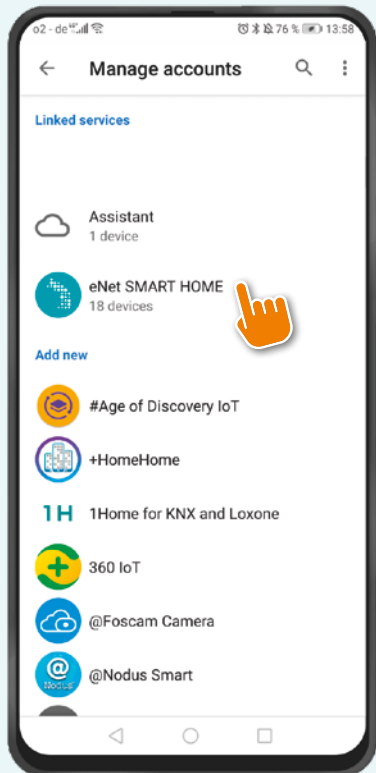 o2 - de 76 % 13:58
Manage accounts
Linked services
Assistant
1 device
eNet SMART HOME
18 devices
Add new
#Age of Discovery IoT
+HomeHome
1H 1Home for KNX and Loxone
360 IoT
@Foscam Camera
@ Nodus @Nodus Smart